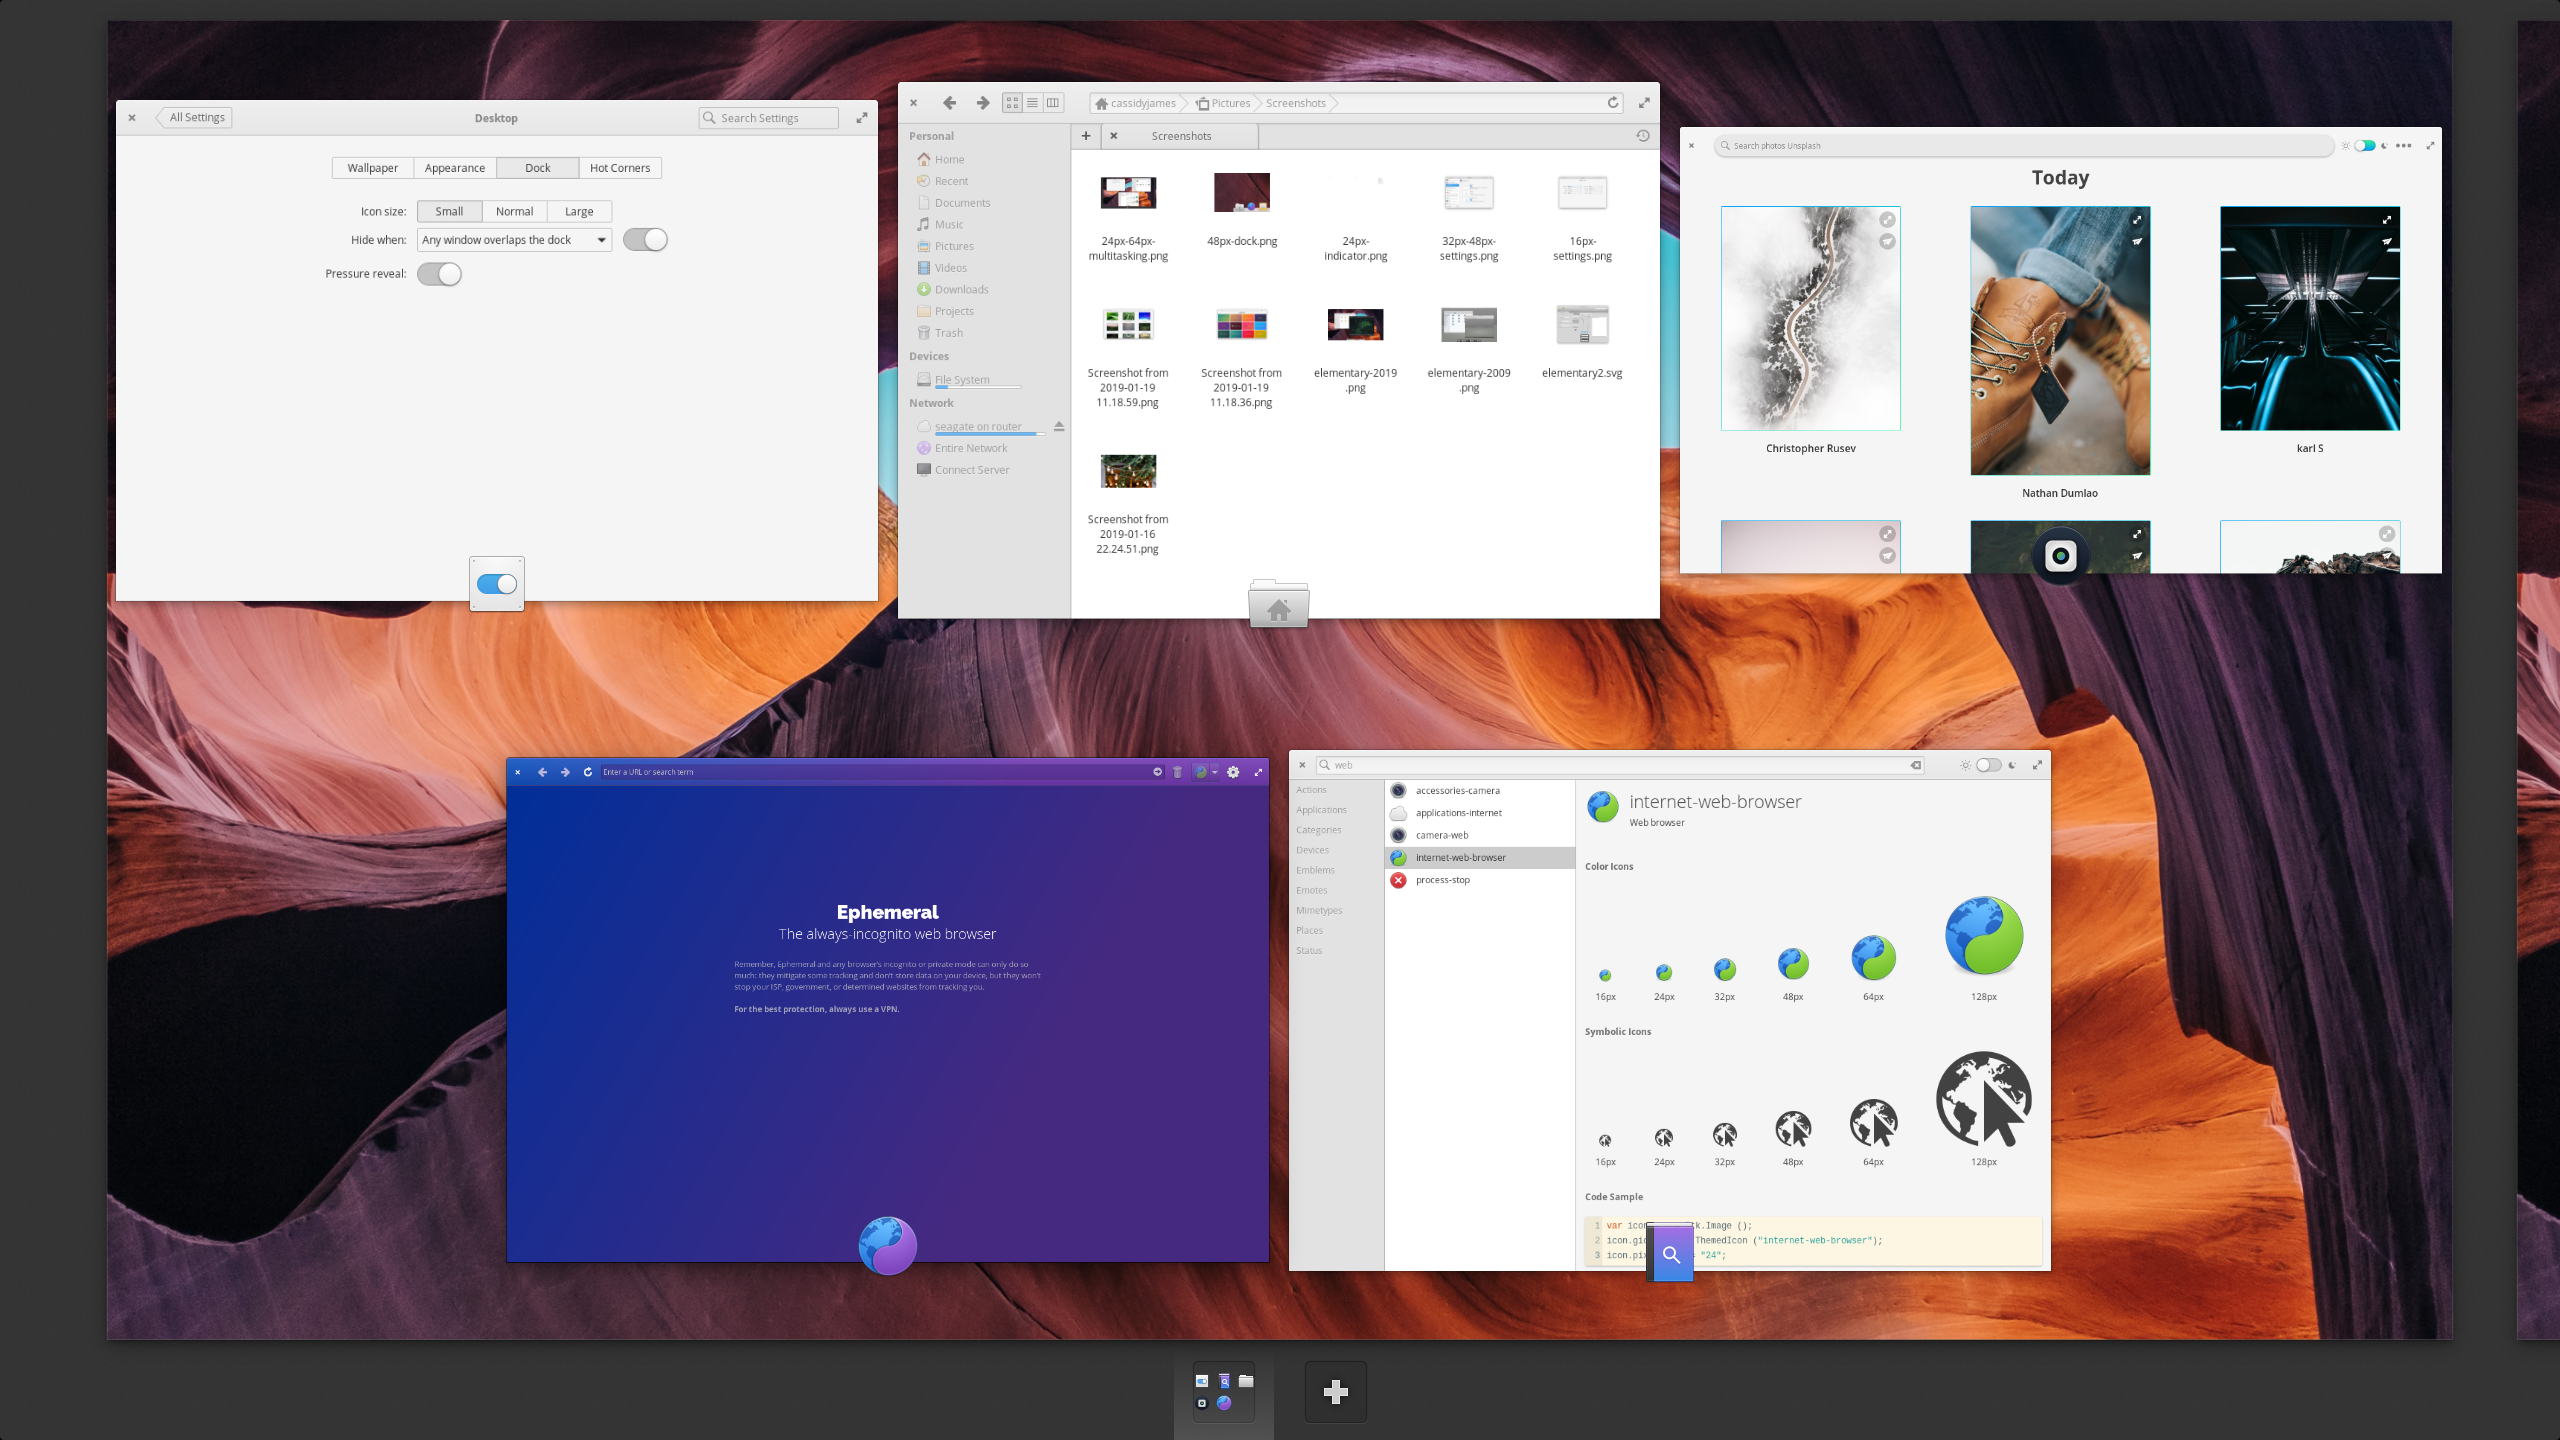 All Settings
Desktop
Search Settings
Wallpaper
Appearance
Dock
Hot Corners
Icon size:
Small
Normal
Large
Hide when:
Any window overlaps the dock
Pressure reveal:
cassidyjames
Pictures
Screenshots
Screenshots
Personal
Home
Recent
Documents
Music
Pictures
Videos
Downloads
Projects
Trash
Devices
File System
Network
seagate on router
Entire Network
Connect Server
24px-64px-
multitasking.png
48px-dock.png
24px-
indicator.png
32px-48px-
settings.png
16px-
settings.png
Screenshot from
2019-01-19
11.18.59.png
Screenshot from
2019-01-19
11.18.36.png
elementary-2019
.png
elementary-2009
.png
elementary2.svg
Screenshot from
2019-01-16
22.24.51.png
Search photos Unsplash
Today
Christopher Rusev
Nathan Dumlao
karl S
Enter a URL or search term
Ephemeral
The always-incognito web browser
Remember, Ephemeral and any browser's incognito or private mode can only do so
much: they mitigate some tracking and don't store data on your device, but they won't
stop your ISP, government, or determined websites from tracking you.
For the best protection, always use a VPN.
web
Actions
Applications
Categories
Devices
Emblems
Emotes
Mimetypes
Places
Status
accessories-camera
applications-internet
camera-web
internet-web-browser
process-stop
internet-web-browser
Web browser
Color Icons
16px
24px
32px
48px
64px
128px
Symbolic Icons
16px
24px
32px
48px
64px
128px
Code Sample
1 var ico k.Image ();
2 icon.gi ThemedIcon ("internet-web-browser");
3 icon.pi "24";